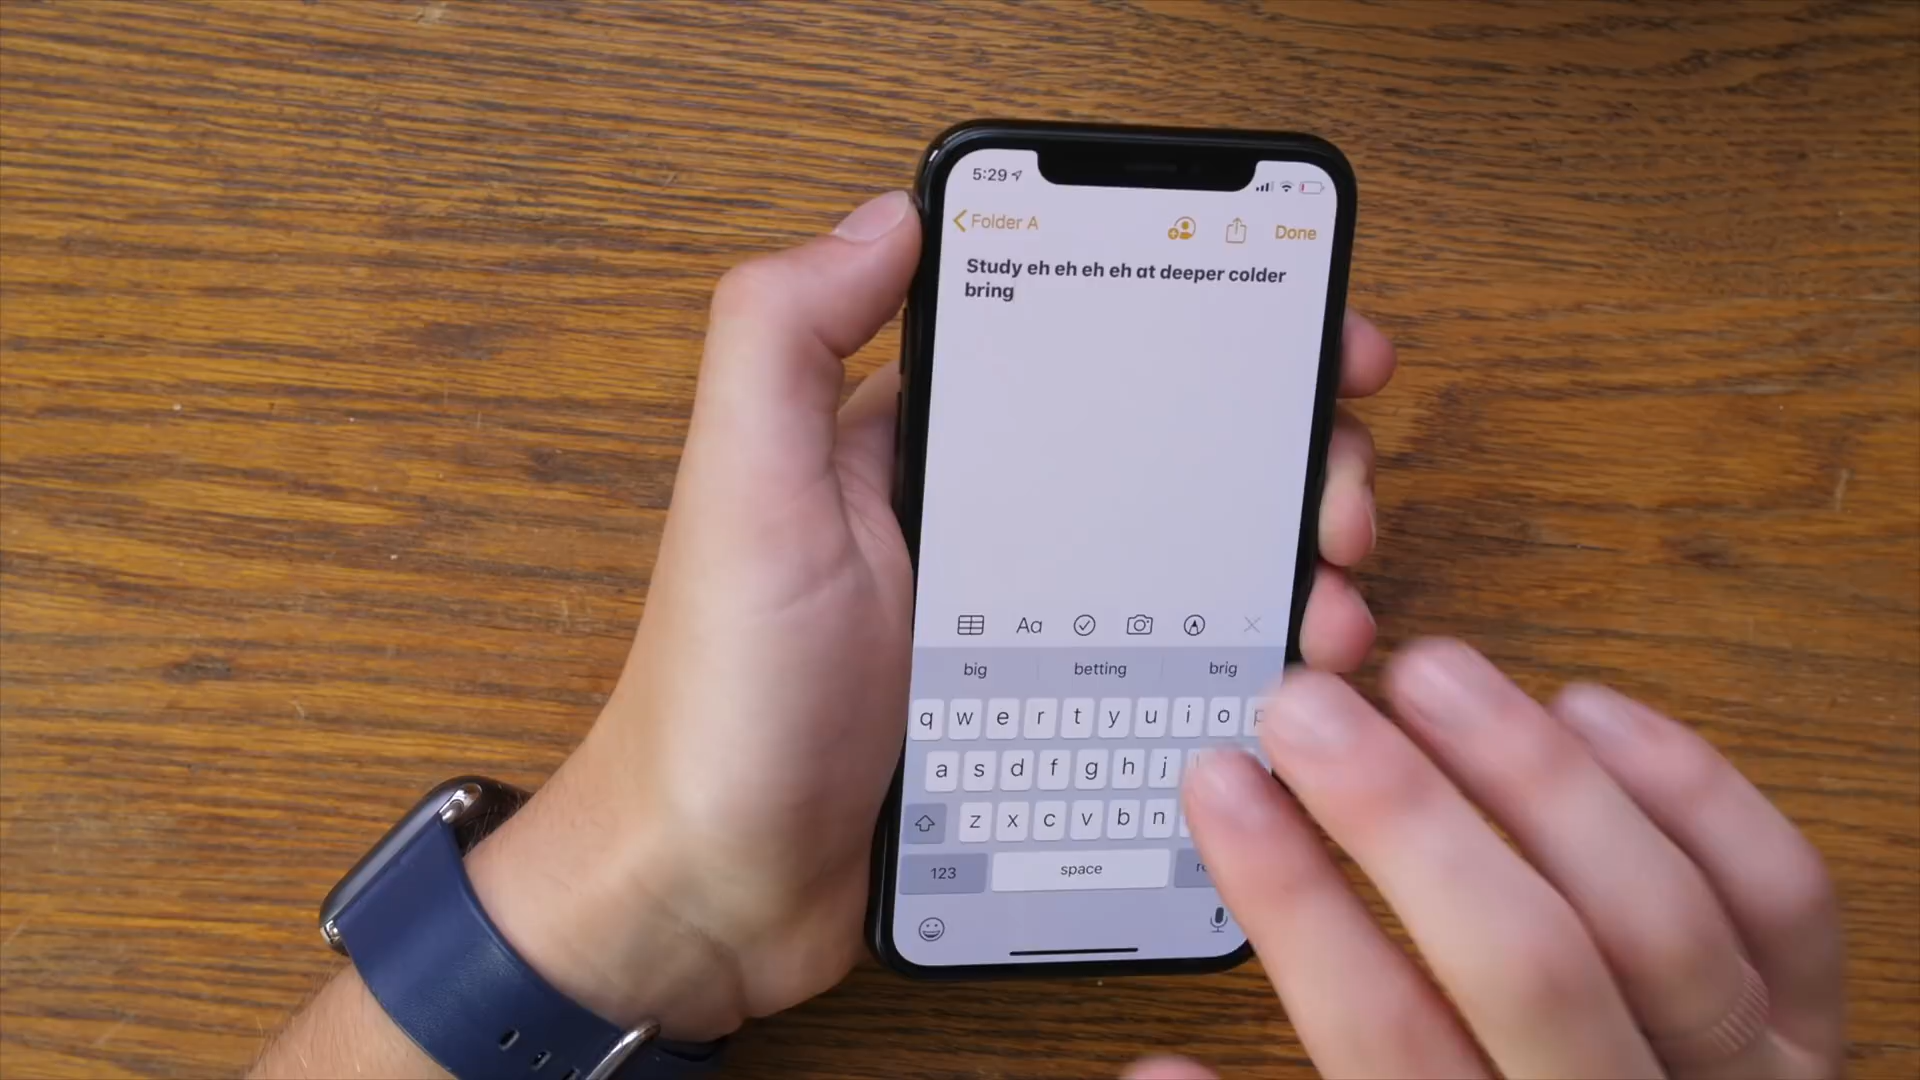 5:29
Folder A
Done
Study eh eh eh eh at deeper colder
bring
Aa
big betting brig
q w e r t y u i o p
a s d f g h j
z x c v b n
123 space